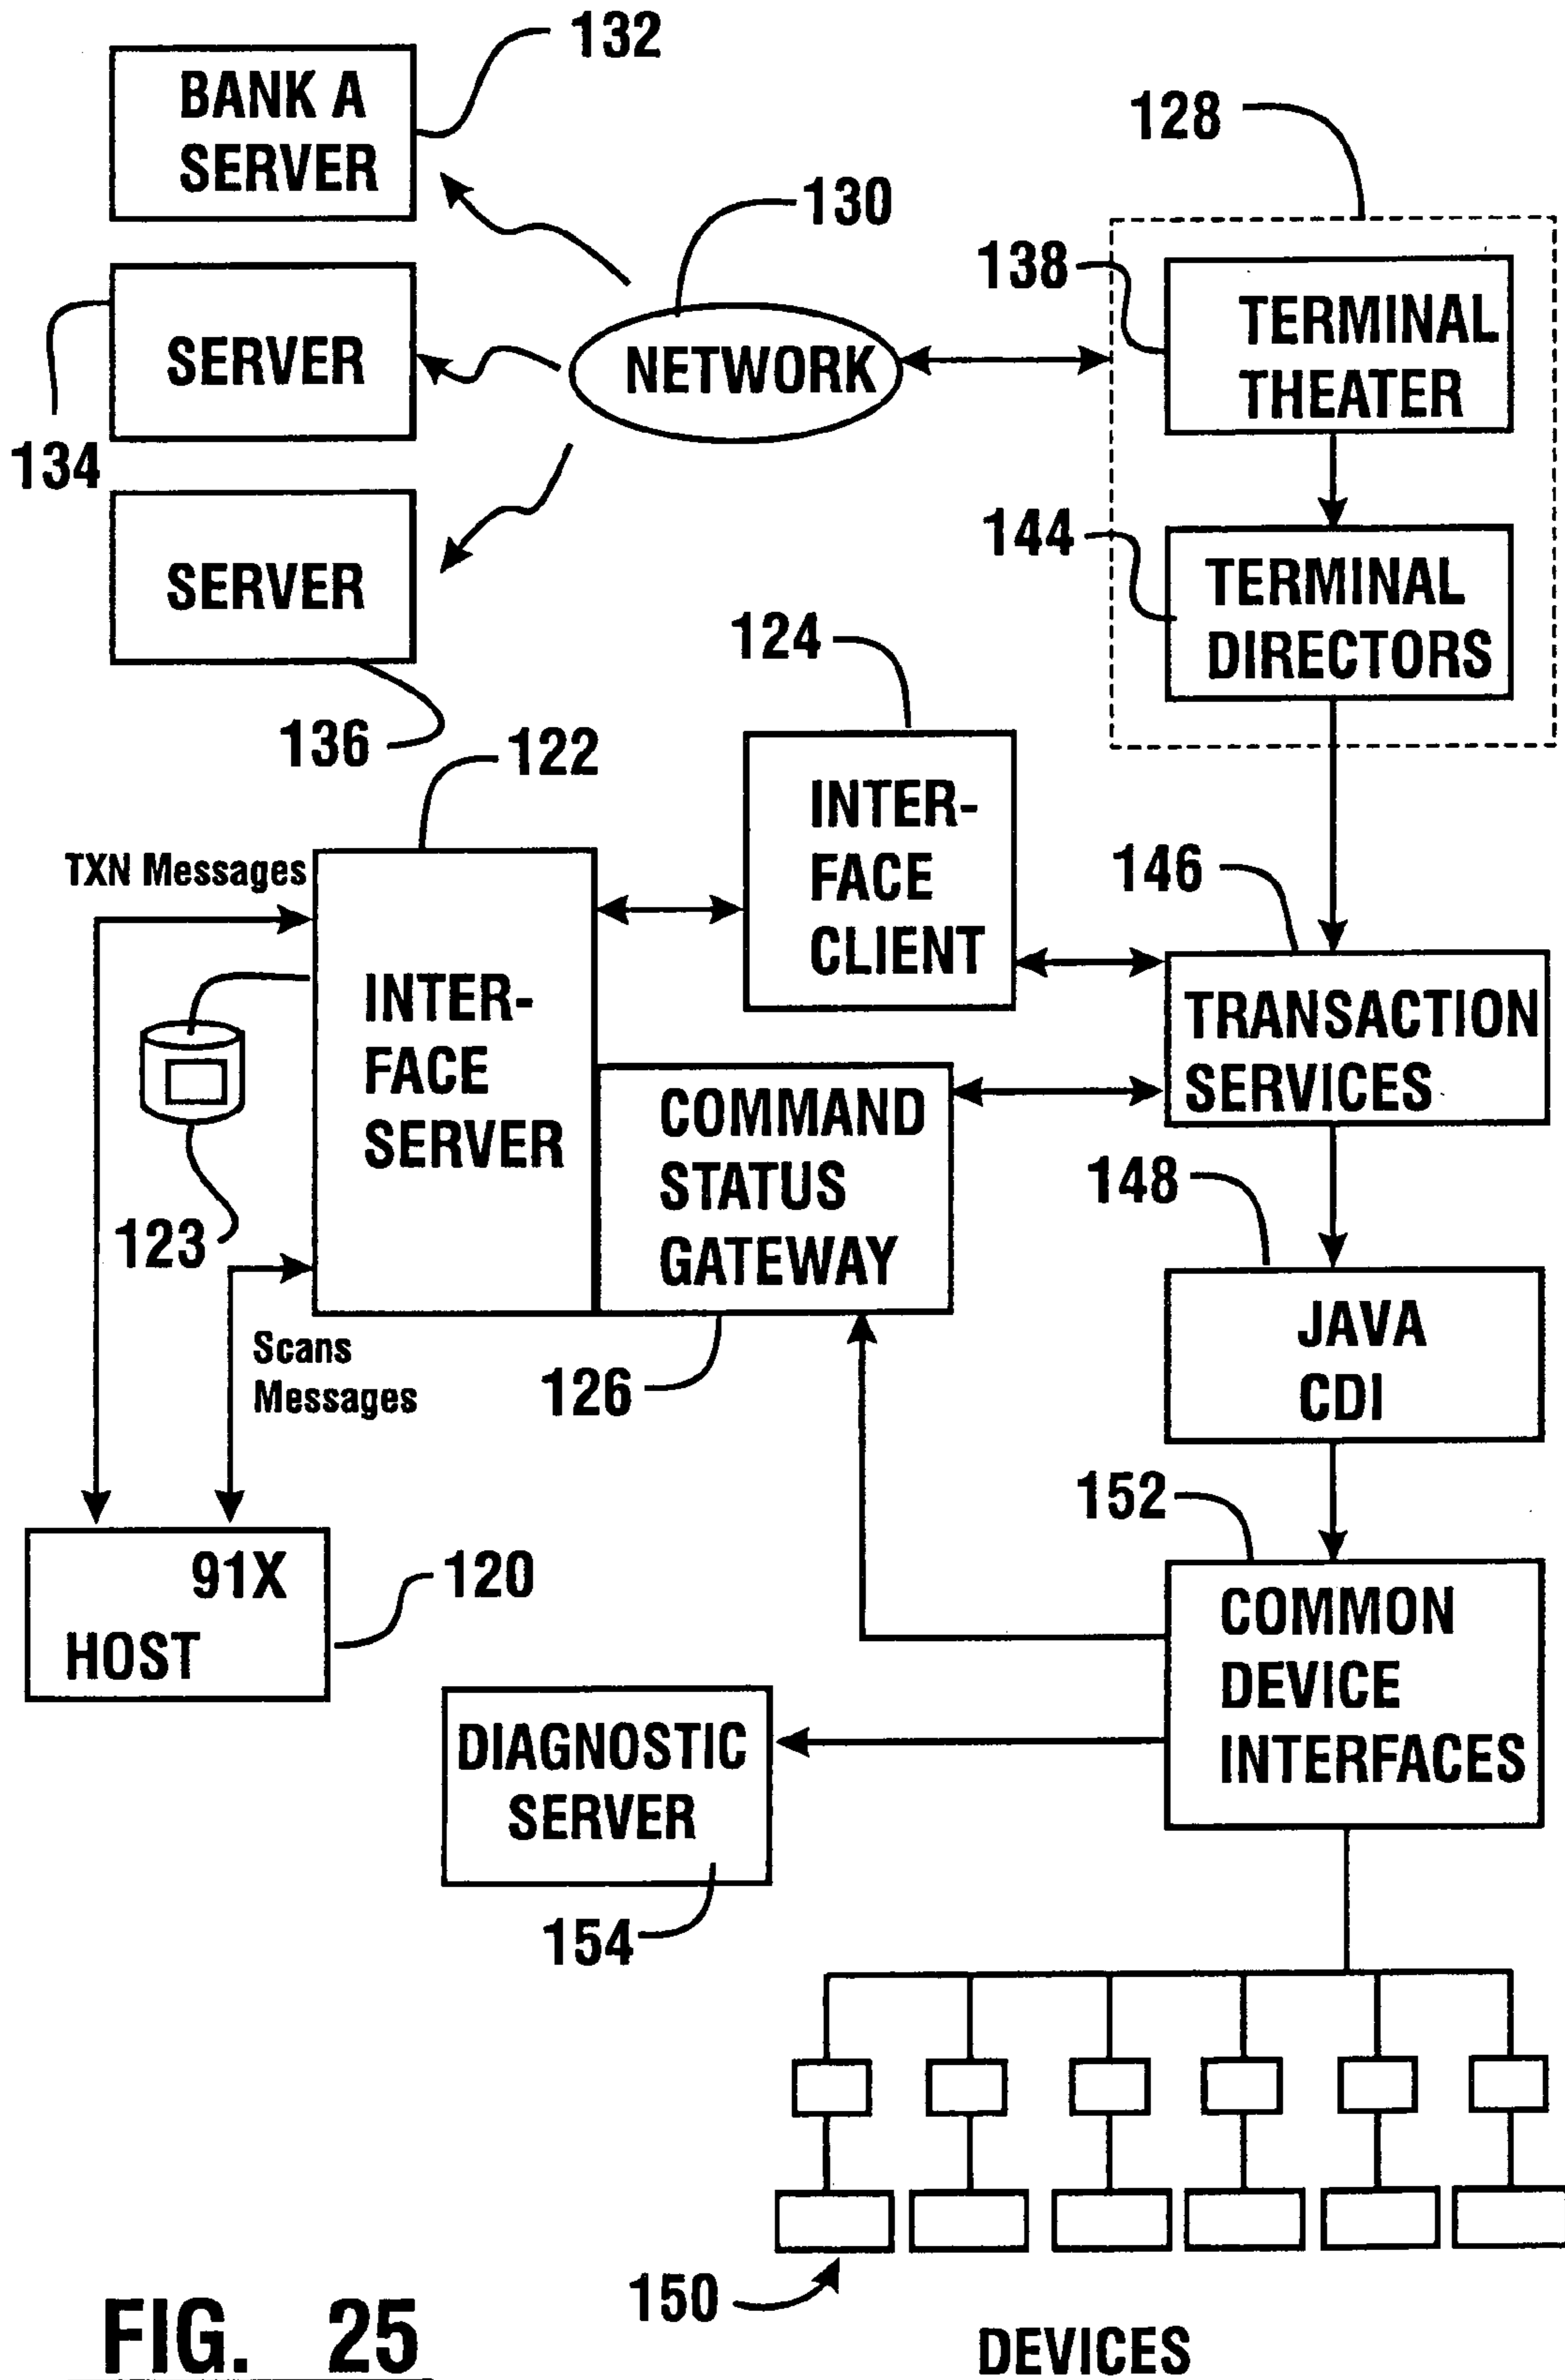 132
BANK A
SERVER
128
130
138
TERMINAL
THEATER
SERVER
NETWORK
134
144
TERMINAL
DIRECTORS
SERVER
124
136
122
INTER-
FACE
CLIENT
146
TXN Messages
INTER-
FACE
SERVER
TRANSACTION
SERVICES
COMMAND
STATUS
GATEWAY
148
123
JAVA
CDI
Scans
Messages
126
152
91X
HOST
120
COMMON
DEVICE
INTERFACES
DIAGNOSTIC
SERVER
154
150
DEVICES
FIG. 25